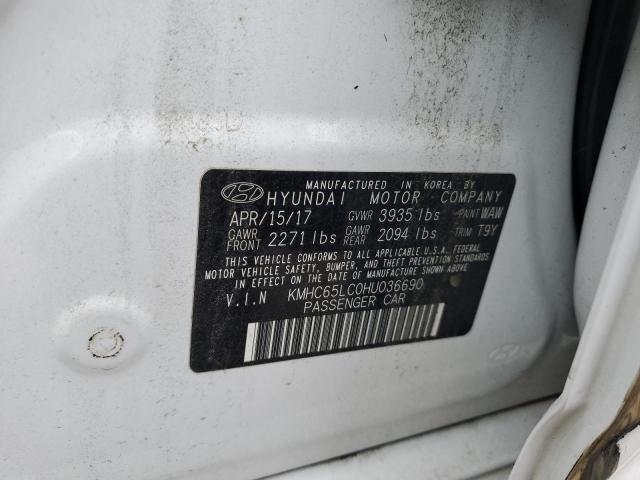 MANUFACTURED IN KOREA BY
HYUNDAI MOTOR COMPANY
APR/15/17 GVWR 3935 lbs PAINT WAW
GAWR FRONT 2271 lbs GAWR REAR 2094 lbs TRIM T9Y
THIS VEHICLE CONFORMS TO ALL APPLICABLE U.S.A. FEDERAL
MOTOR VEHICLE SAFETY, BUMPER, AND THEFT PREVENTION STANDARDS
IN EFFECT ON THE DATE OF MANUFACTURE SHOWN ABOVE.
V.I.N KMHC65LC0HU036690
PASSENGER CAR